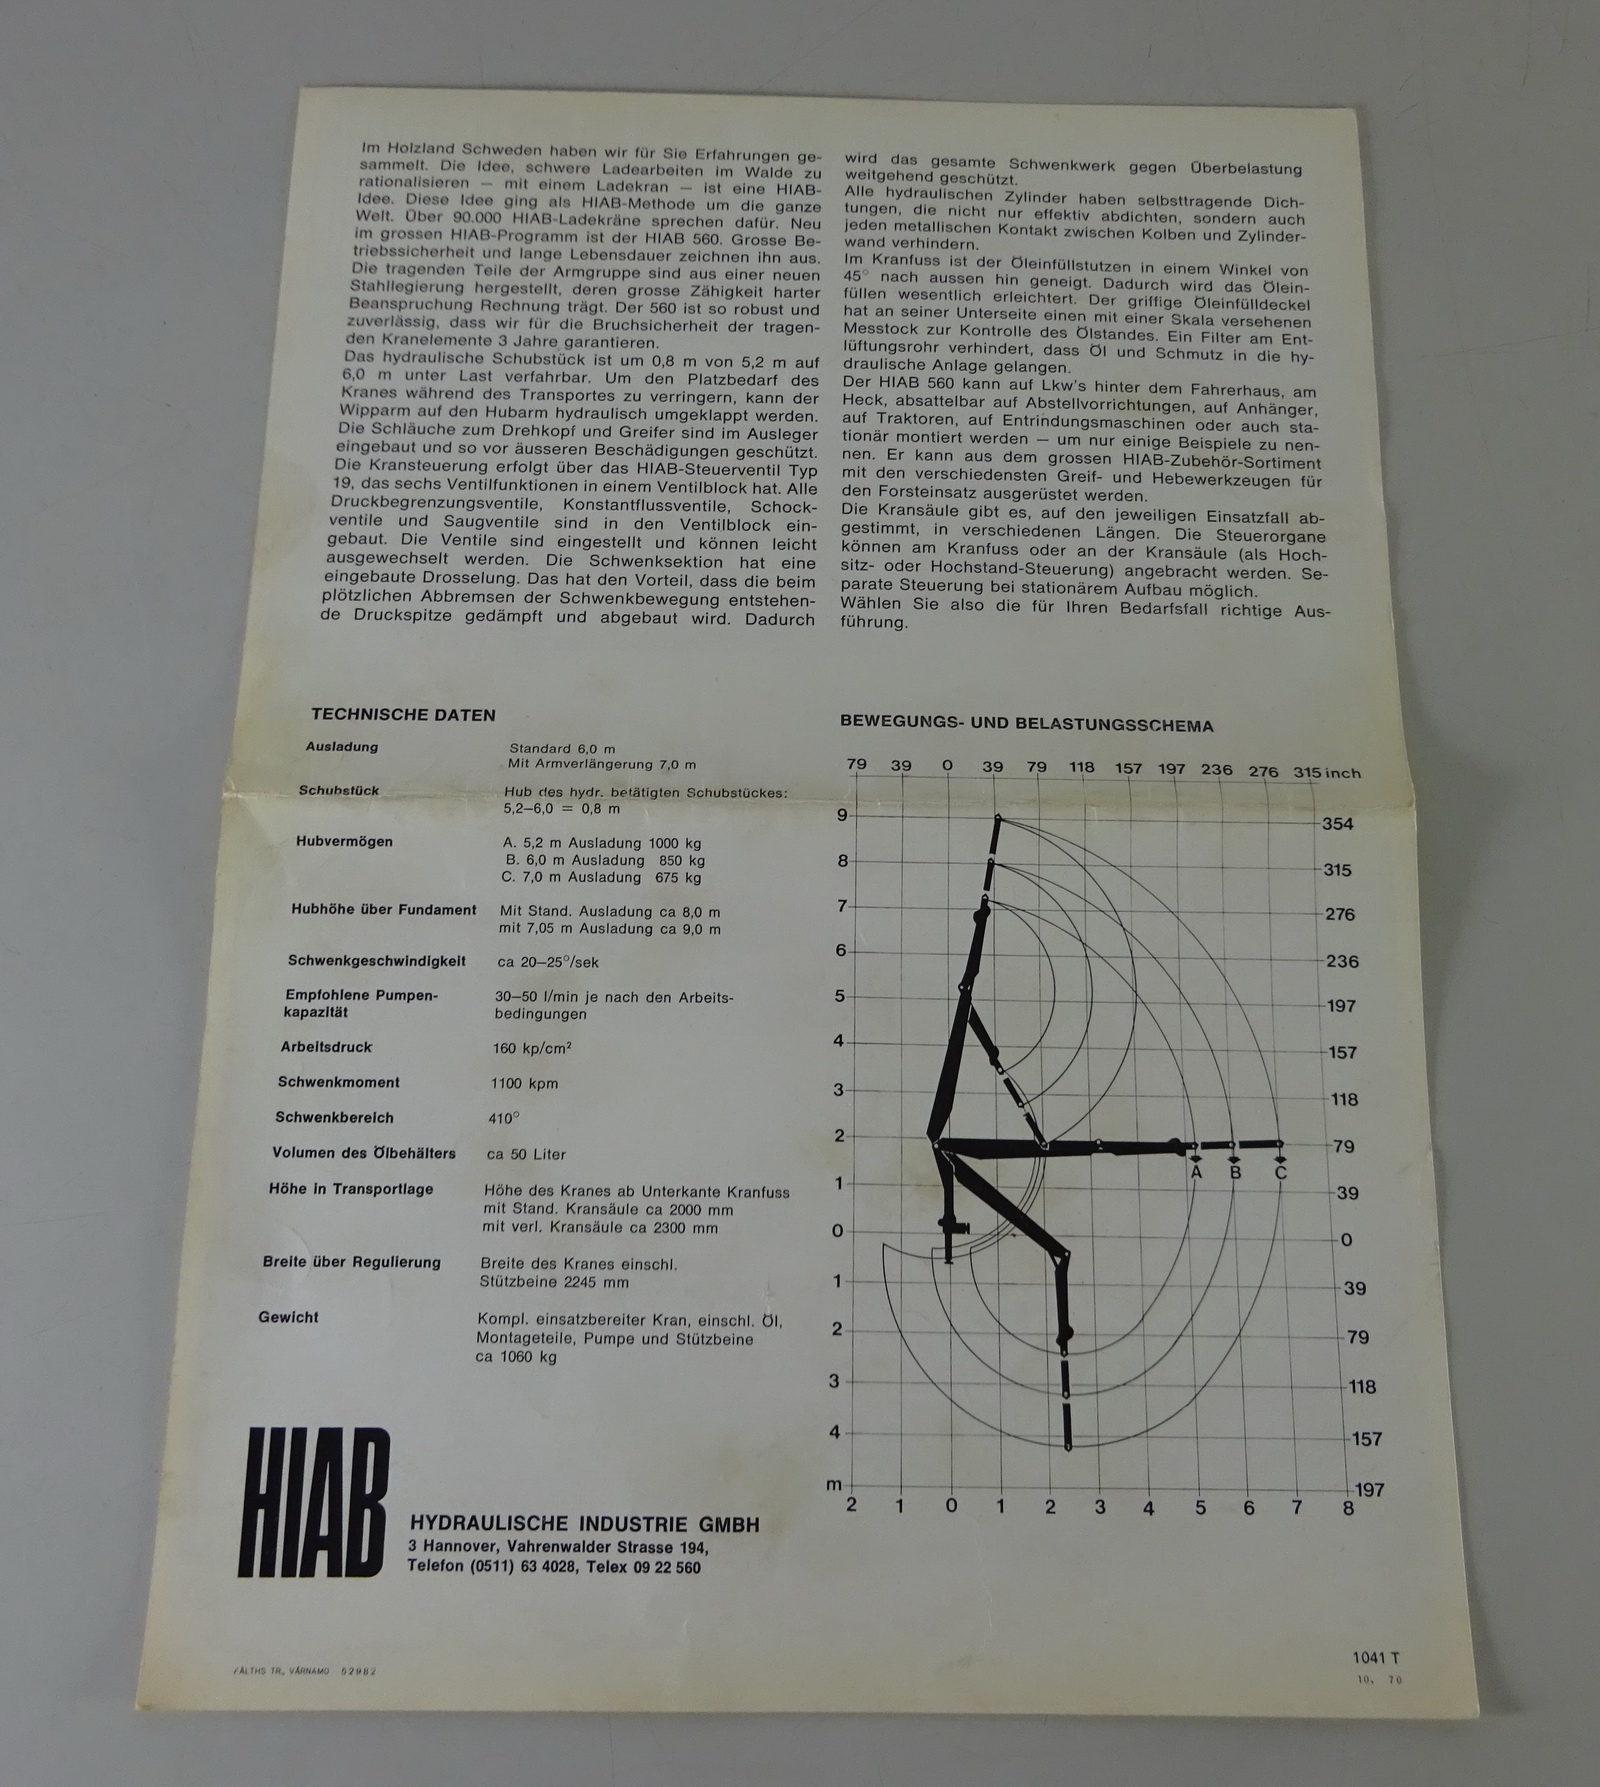 Im Holzland Schweden haben wir für Sie Erfahrungen ge-
sammelt. Die Idee, schwere Ladearbeiten im Walde zu
rationalisieren — mit einem Ladekran — ist eine HIAB-
Idee. Diese Idee ging als HIAB-Methode um die ganze
Welt. Über 90.000 HIAB-Ladekräne sprechen dafür. Neu
im grossen HIAB-Programm ist der HIAB 560. Grosse Be-
triebssicherheit und lange Lebensdauer zeichnen ihn aus.
Die tragenden Teile der Armgruppe sind aus einer neuen
Stahllegierung hergestellt, deren grosse Zähigkeit harter
Beanspruchung Rechnung trägt. Der 560 ist so robust und
zuverlässig, dass wir für die Bruchsicherheit der tragen-
den Kranelemente 3 Jahre garantieren.
Das hydraulische Schubstück ist um 0,8 m von 5,2 m auf
6,0 m unter Last verfahrbar. Um den Platzbedarf des
Kranes während des Transportes zu verringern, kann der
Wipparm auf den Hubarm hydraulisch umgeklappt werden.
Die Schläuche zum Drehkopf und Greifer sind im Ausleger
eingebaut und so vor äusseren Beschädigungen geschützt.
Die Kransteuerung erfolgt über das HIAB-Steuerventil Typ
19, das sechs Ventilfunktionen in einem Ventilblock hat. Alle
Druckbegrenzungsventile, Konstantflussventile, Schock-
ventile und Saugventile sind in den Ventilblock ein-
gebaut. Die Ventile sind eingestellt und können leicht
ausgewechselt werden. Die Schwenksektion hat eine
eingebaute Drosselung. Das hat den Vorteil, dass die beim
plötzlichen Abbremsen der Schwenkbewegung entstehen-
de Druckspitze gedämpft und abgebaut wird. Dadurch
wird das gesamte Schwenkwerk gegen Überbelastung
weitgehend geschützt.
Alle hydraulischen Zylinder haben selbsttragende Dich-
tungen, die nicht nur effektiv abdichten, sondern auch
jeden metallischen Kontakt zwischen Kolben und Zylinder-
wand verhindern.
Im Kranfuss ist der Öleinfüllstutzen in einem Winkel von
45° nach aussen hin geneigt. Dadurch wird das Ölein-
füllen wesentlich erleichtert. Der griffige Öleinfülldeckel
hat an seiner Unterseite einen mit einer Skala versehenen
Messtock zur Kontrolle des Ölstandes. Ein Filter am Ent-
lüftungsrohr verhindert, dass Öl und Schmutz in die hy-
draulische Anlage gelangen.
Der HIAB 560 kann auf Lkw's hinter dem Fahrerhaus, am
Heck, absattelbar auf Abstellvorrichtungen, auf Anhänger,
auf Traktoren, auf Entrindungsmaschinen oder auch sta-
tionär montiert werden — um nur einige Beispiele zu nen-
nen. Er kann aus dem grossen HIAB-Zubehör-Sortiment
mit den verschiedensten Greif- und Hebewerkzeugen für
den Forsteinsatz ausgerüstet werden.
Die Kransäule gibt es, auf den jeweiligen Einsatzfall ab-
gestimmt, in verschiedenen Längen. Die Steuerorgane
können am Kranfuss oder an der Kransäule (als Hoch-
sitz- oder Hochstand-Steuerung) angebracht werden. Se-
parate Steuerung bei stationärem Aufbau möglich.
Wählen Sie also die für Ihren Bedarfsfall richtige Aus-
führung.
TECHNISCHE DATEN
Ausladung Standard 6,0 m
Mit Armverlängerung 7,0 m
Schubstück Hub des hydr. betätigten Schubstückes:
5,2–6,0 = 0,8 m
Hubvermögen A. 5,2 m Ausladung 1000 kg
B. 6,0 m Ausladung 850 kg
C. 7,0 m Ausladung 675 kg
Hubhöhe über Fundament Mit Stand. Ausladung ca 8,0 m
mit 7,05 m Ausladung ca 9,0 m
Schwenkgeschwindigkeit ca 20–25°/sek
Empfohlene Pumpen- 30–50 l/min je nach den Arbeits-
kapazität bedingungen
Arbeitsdruck 160 kp/cm²
Schwenkmoment 1100 kpm
Schwenkbereich 410°
Volumen des Ölbehälters ca 50 Liter
Höhe in Transportlage Höhe des Kranes ab Unterkante Kranfuss
mit Stand. Kransäule ca 2000 mm
mit verl. Kransäule ca 2300 mm
Breite über Regulierung Breite des Kranes einschl.
Stützbeine 2245 mm
Gewicht Kompl. einsatzbereiter Kran, einschl. Öl,
Montageteile, Pumpe und Stützbeine
ca 1060 kg
BEWEGUNGS- UND BELASTUNGSSCHEMA
79 39 0 39 79 118 157 197 236 276 315 inch
9 354
8 315
7 276
6 236
5 197
4 157
3 118
2 79
A B C
1 39
0 0
1 39
2 79
3 118
4 157
m 197
2 1 0 1 2 3 4 5 6 7 8
HIAB
HYDRAULISCHE INDUSTRIE GMBH
3 Hannover, Vahrenwalder Strasse 194,
Telefon (0511) 63 4028, Telex 09 22 560
FÄLTHS TR., VÄRNAMO 52982
1041 T
10. 70